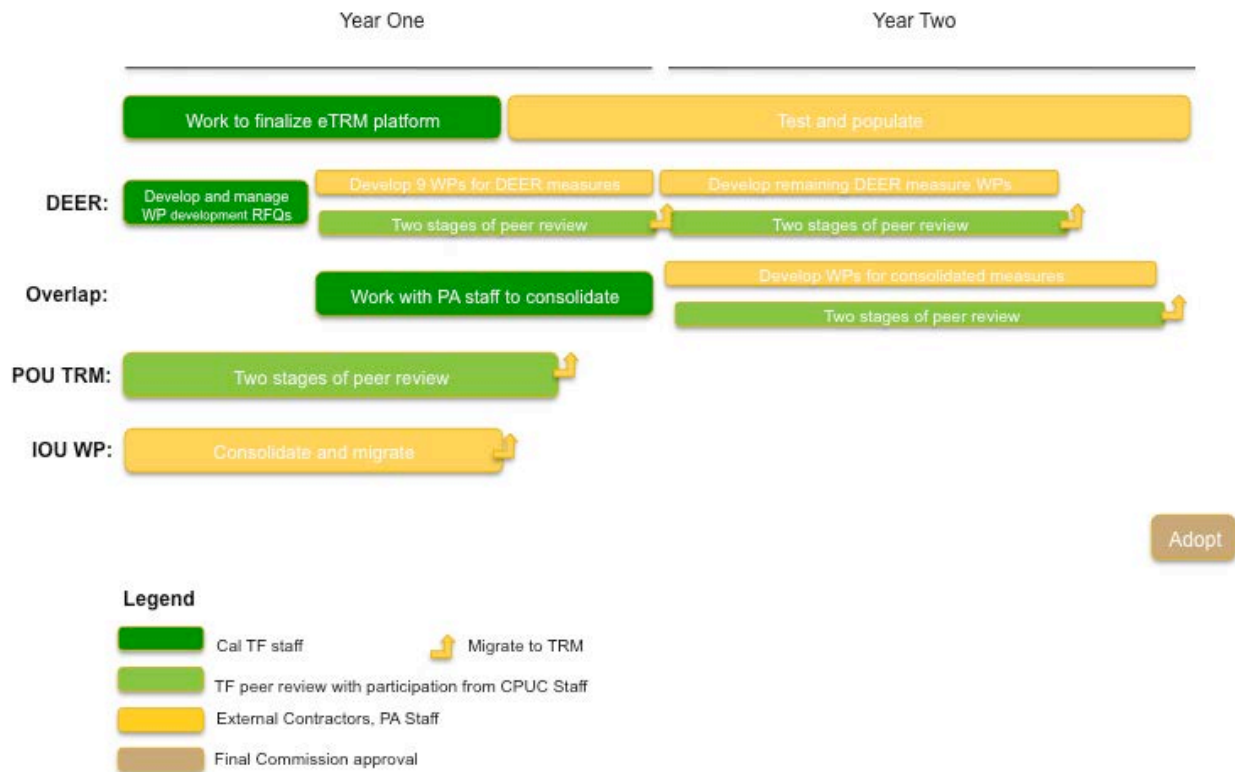 Year One
Year Two
Work to finalize eTRM platform
Test and populate
DEER:
Develop and manage
WP development RFQs
Develop 9 WPs for DEER measures
Develop remaining DEER measure WPs
Two stages of peer review
Two stages of peer review
Overlap:
Work with PA staff to consolidate
Develop WPs for consolidated measures
Two stages of peer review
POU TRM:
Two stages of peer review
IOU WP:
Consolidate and migrate
Adopt
Legend
Cal TF staff
Migrate to TRM
TF peer review with participation from CPUC Staff
External Contractors, PA Staff
Final Commission approval